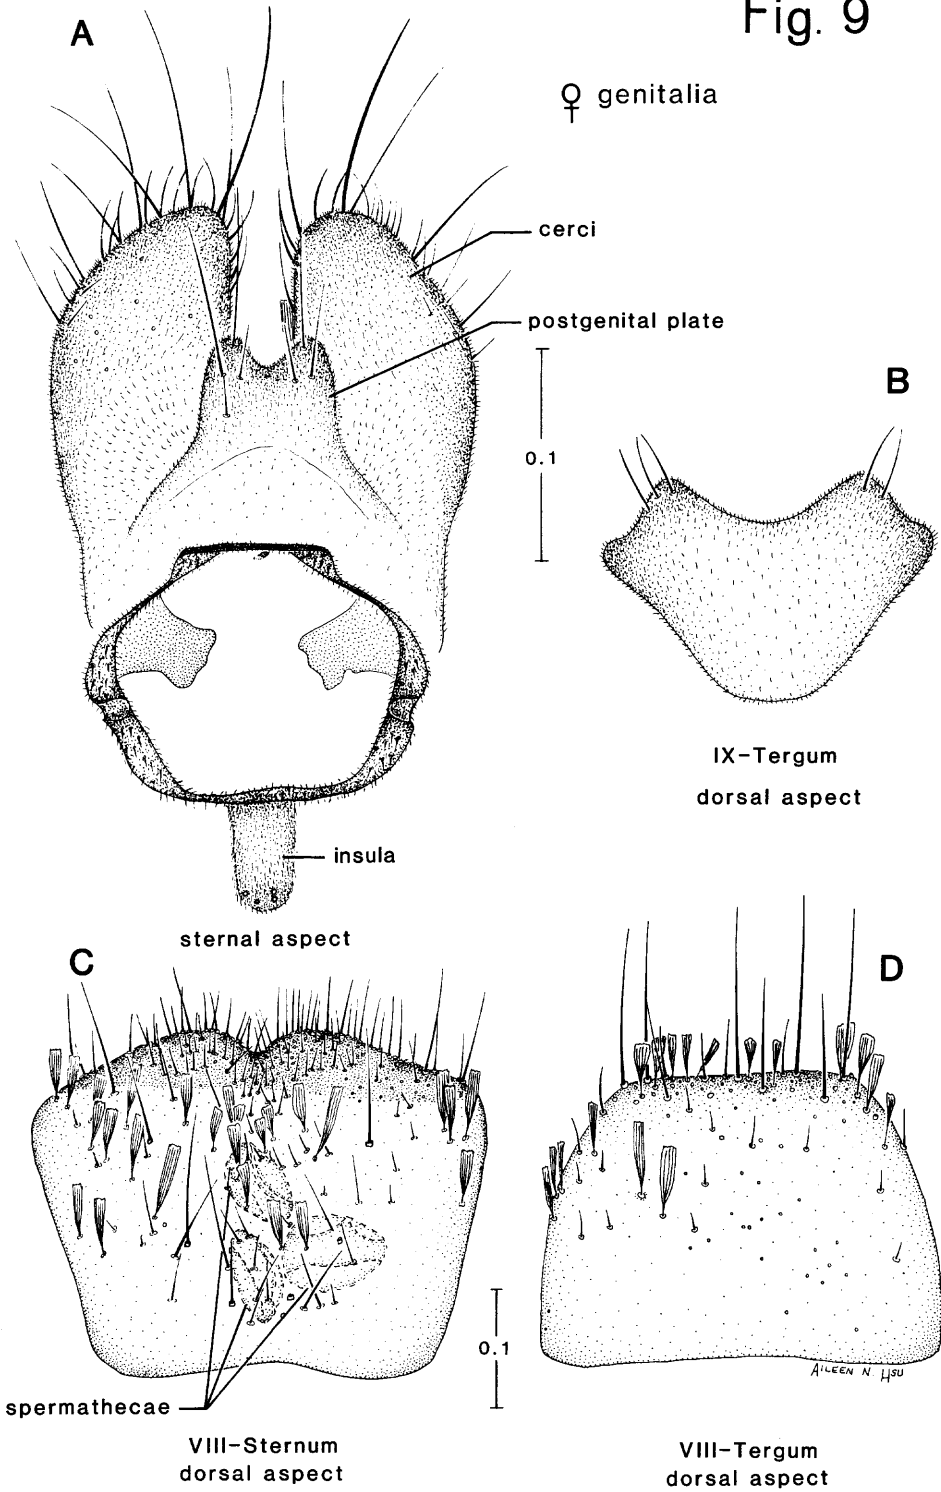 Fig. 9
A
♀ genitalia
cerci
postgenital plate
B
0.1
IX-Tergum
dorsal aspect
insula
sternal aspect
C
D
0.1
AILEEN N. HSU
spermathecae
VIII-Sternum
dorsal aspect
VIII-Tergum
dorsal aspect